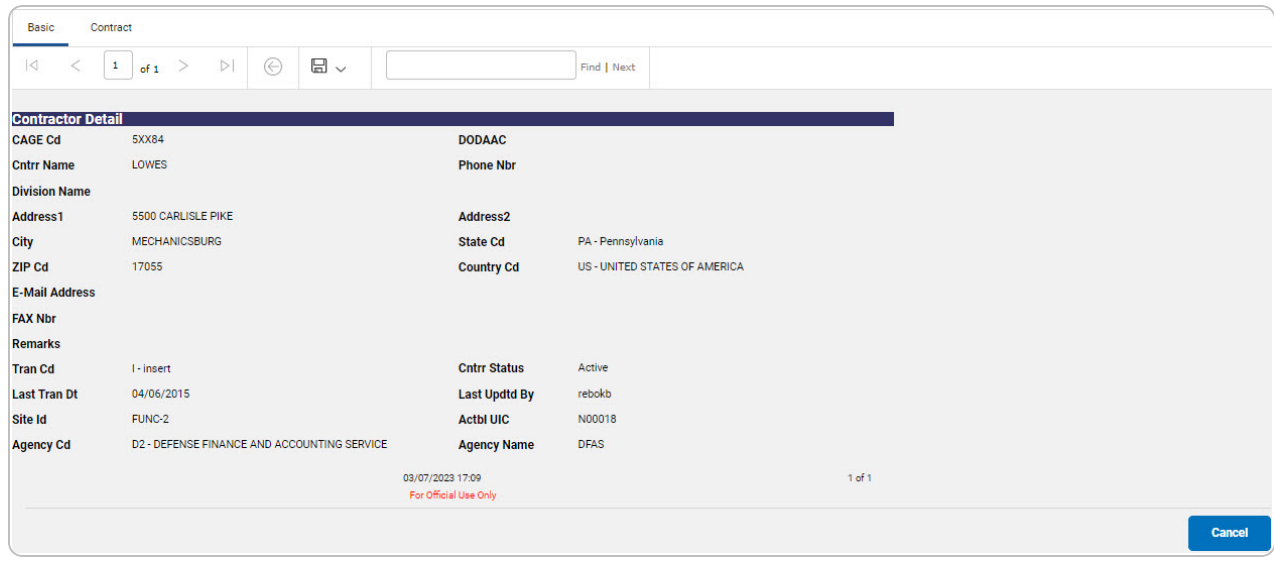 Basic Contract
1 of 1 Find | Next
Contractor Detail
CAGE Cd 5XX84 DODAAC
Cntrr Name LOWES Phone Nbr
Division Name
Address1 5500 CARLISLE PIKE Address2
City MECHANICSBURG State Cd PA - Pennsylvania
ZIP Cd 17055 Country Cd US - UNITED STATES OF AMERICA
E-Mail Address
FAX Nbr
Remarks
Tran Cd I - insert Cntrr Status Active
Last Tran Dt 04/06/2015 Last Updtd By rebokb
Site Id FUNC-2 Actbl UIC N00018
Agency Cd D2 - DEFENSE FINANCE AND ACCOUNTING SERVICE Agency Name DFAS
03/07/2023 17:09 1 of 1
For Official Use Only
Cancel